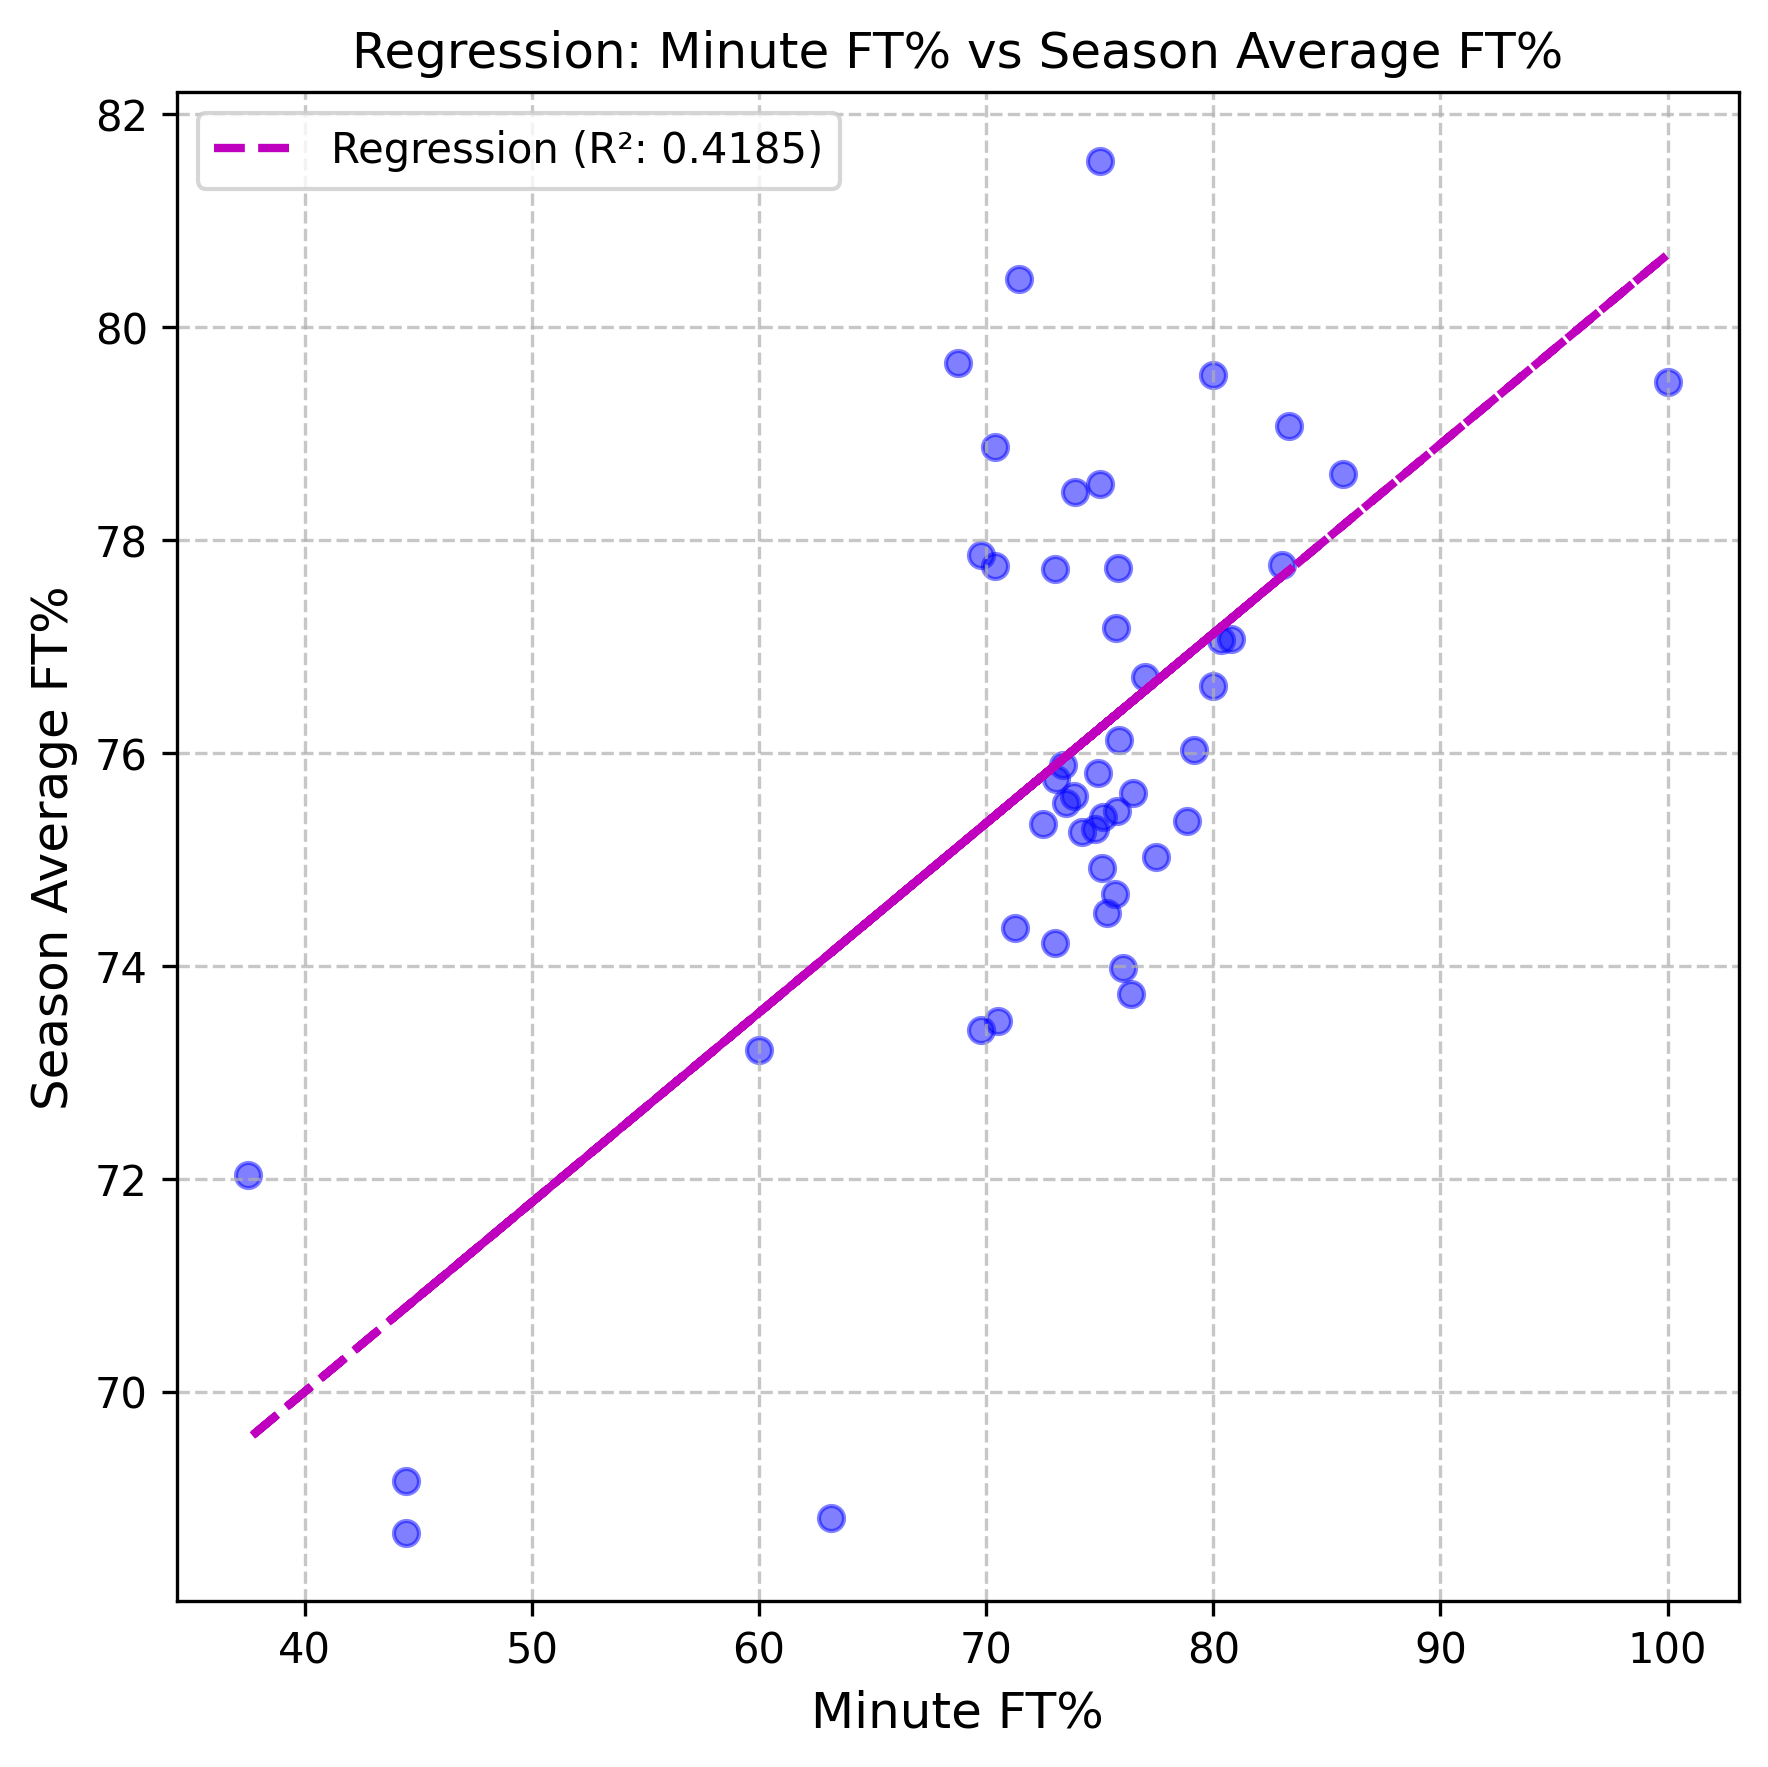 Regression: Minute FT% vs Season Average FT%
Regression (R²: 0.4185)
Season Average FT%
82
80
78
76
74
72
70
40 50 60 70 80 90 100
Minute FT%